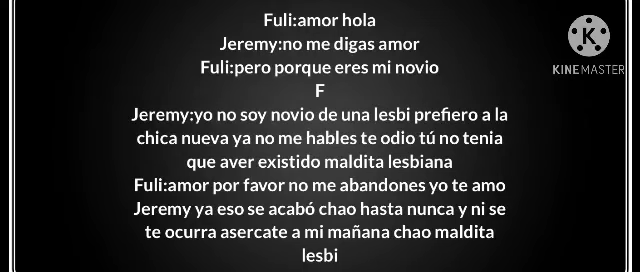 Fuli:amor hola
Jeremy:no me digas amor
Fuli:pero porque eres mi novio
F
Jeremy:yo no soy novio de una lesbi prefiero a la
chica nueva ya no me hables te odio tú no tenia
que aver existido maldita lesbiana
Fuli:amor por favor no me abandones yo te amo
Jeremy ya eso se acabó chao hasta nunca y ni se
te ocurra asercate a mi mañana chao maldita
lesbi
K
KINEMASTER